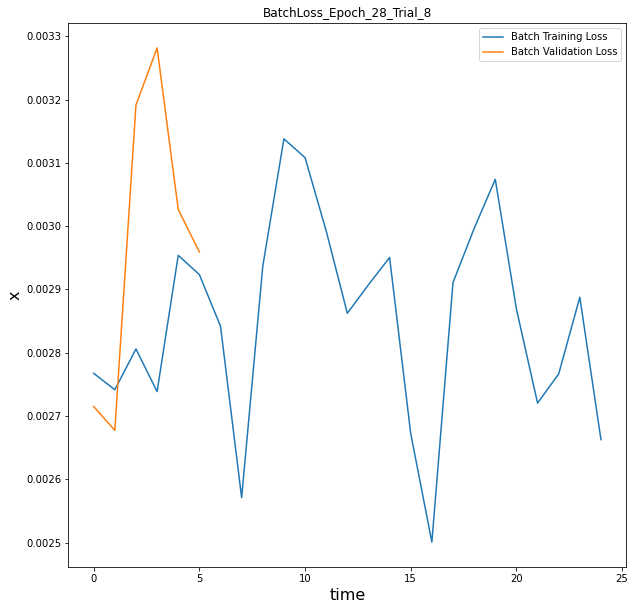 BatchLoss_Epoch_28_Trial_8
Batch Training Loss
Batch Validation Loss
0.0033
0.0032
0.0031
0.0030
0.0029
0.0028
0.0027
0.0026
0.0025
x
0 5 10 15 20 25
time